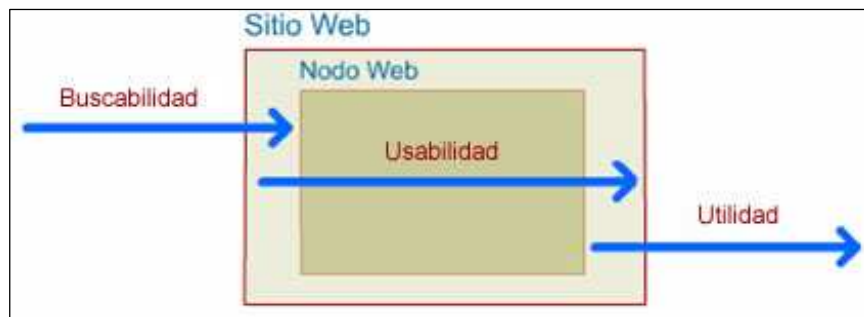 Sitio Web
Nodo Web
Buscabilidad
Usabilidad
Utilidad